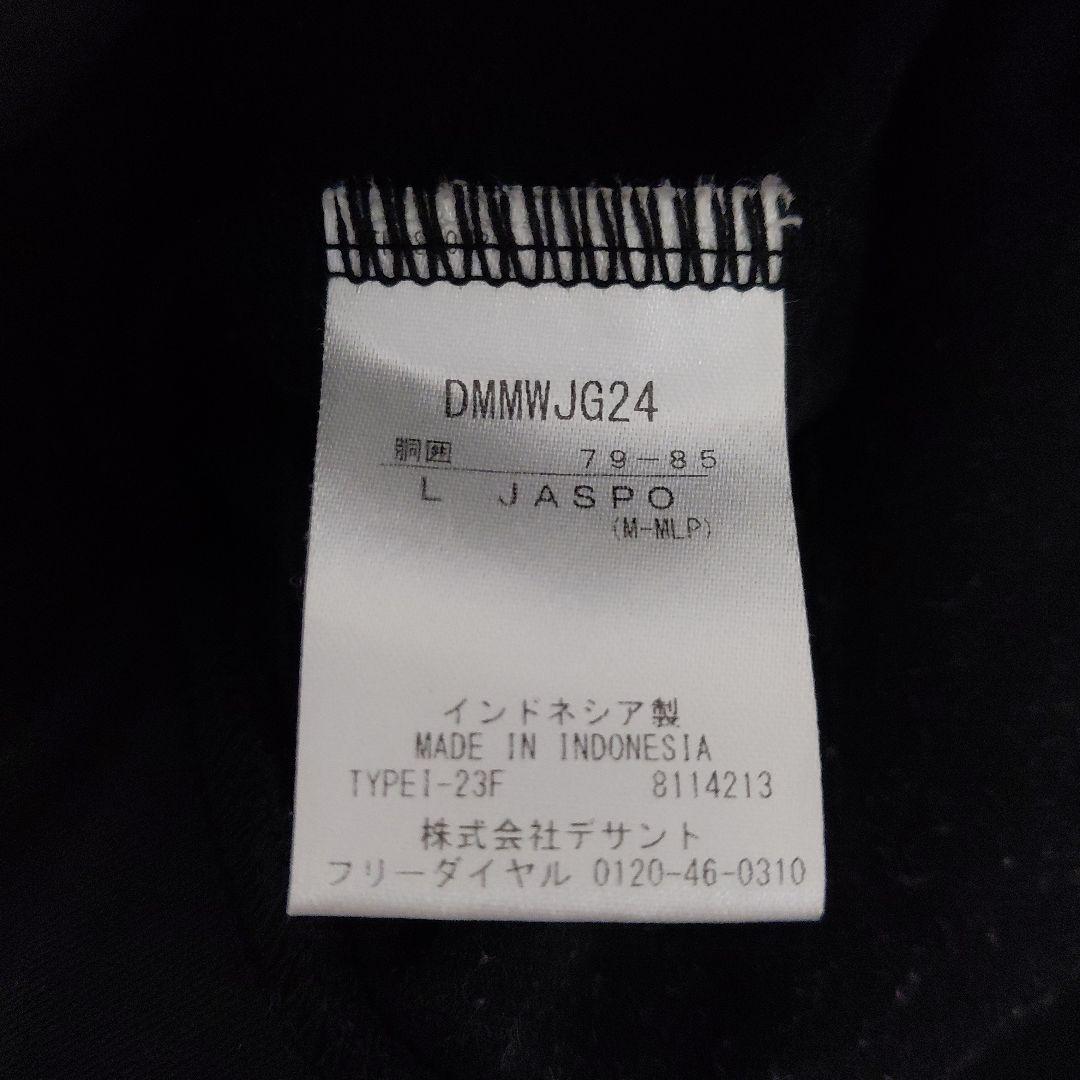 DMMWJG24
胴囲 79-85
L JASPO
(M-MLP)
インドネシア製
MADE IN INDONESIA
TYPEI-23F 8114213
株式会社デサント
フリーダイヤル 0120-46-0310